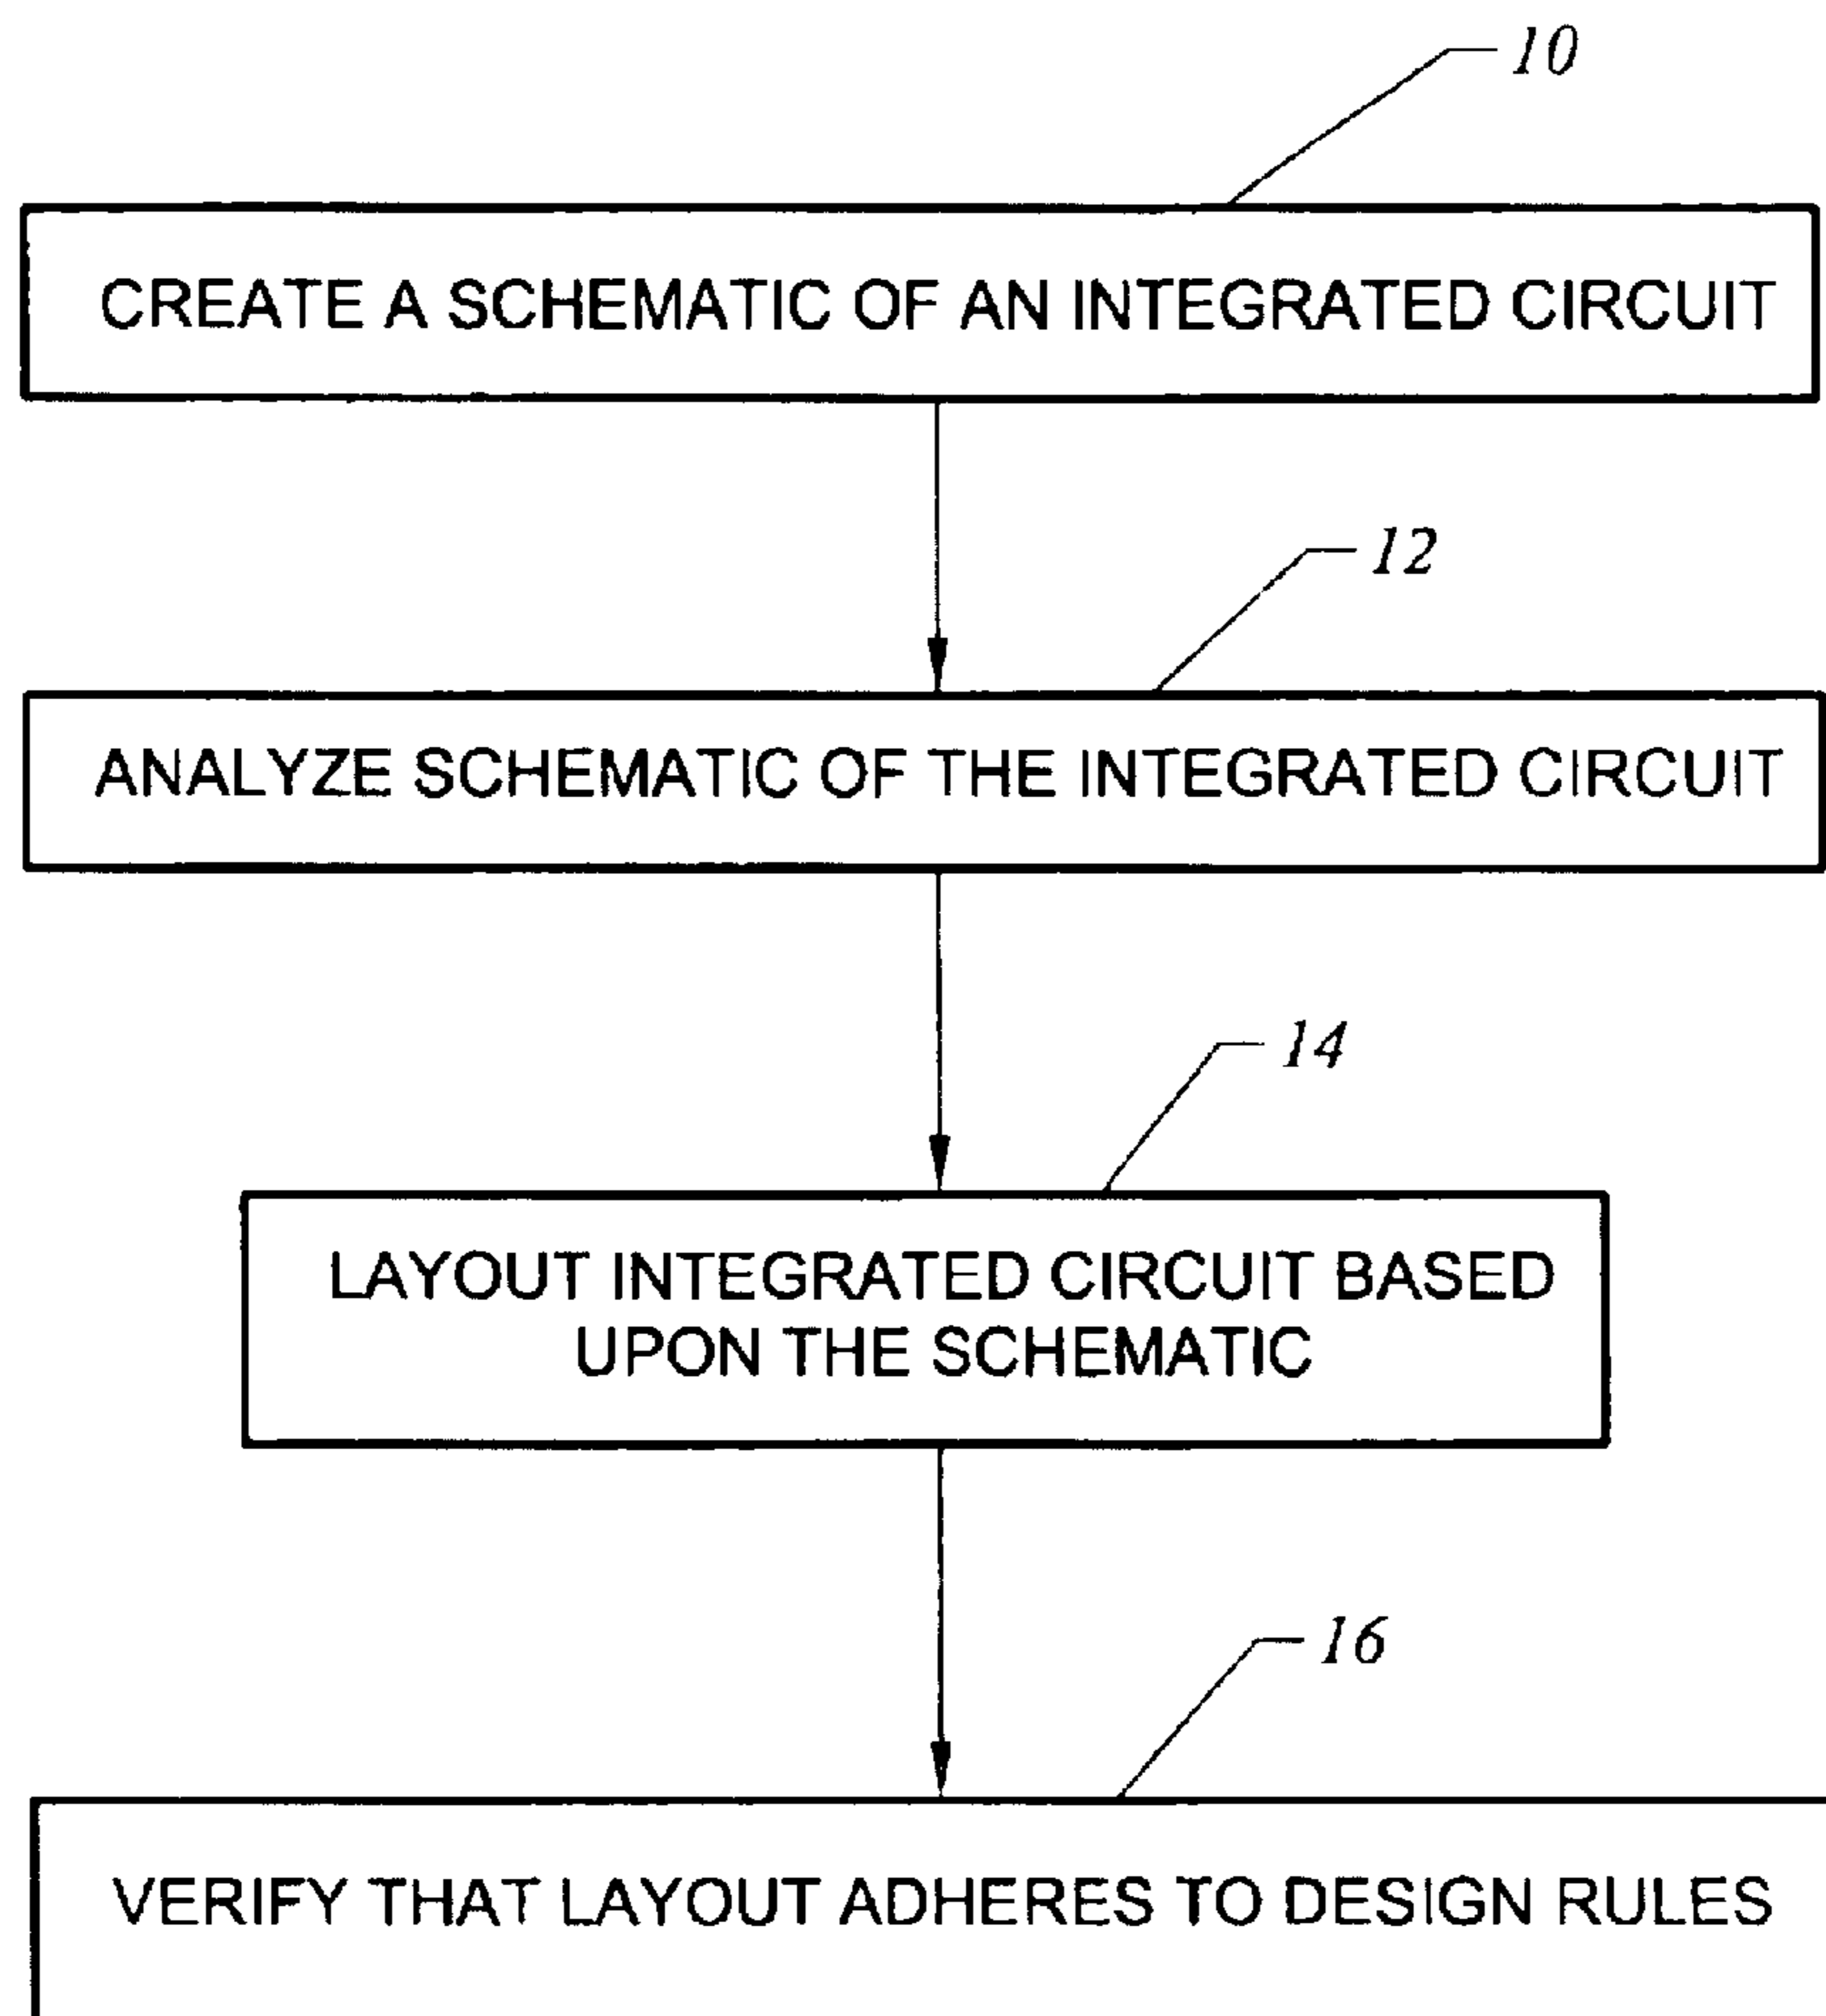 10
CREATE A SCHEMATIC OF AN INTEGRATED CIRCUIT
12
ANALYZE SCHEMATIC OF THE INTEGRATED CIRCUIT
14
LAYOUT INTEGRATED CIRCUIT BASED
UPON THE SCHEMATIC
16
VERIFY THAT LAYOUT ADHERES TO DESIGN RULES